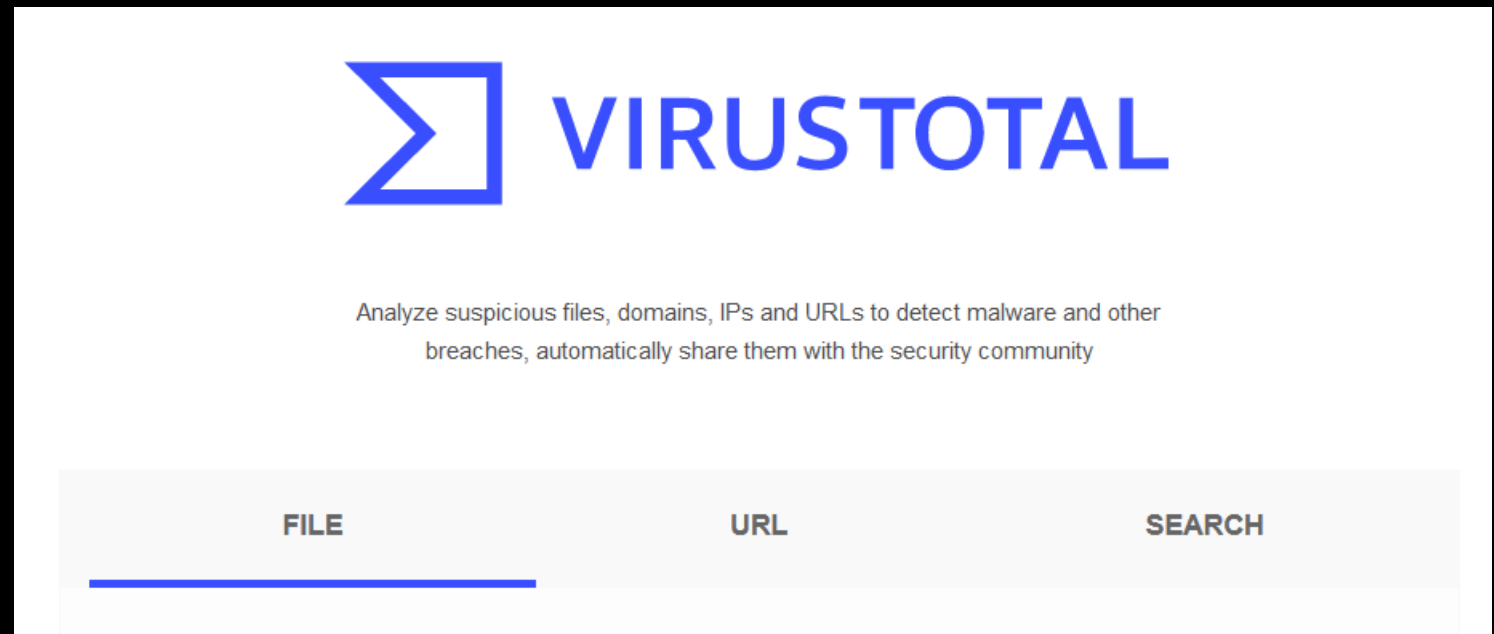 VIRUSTOTAL
Analyze suspicious files, domains, IPs and URLs to detect malware and other
breaches, automatically share them with the security community
FILE URL SEARCH